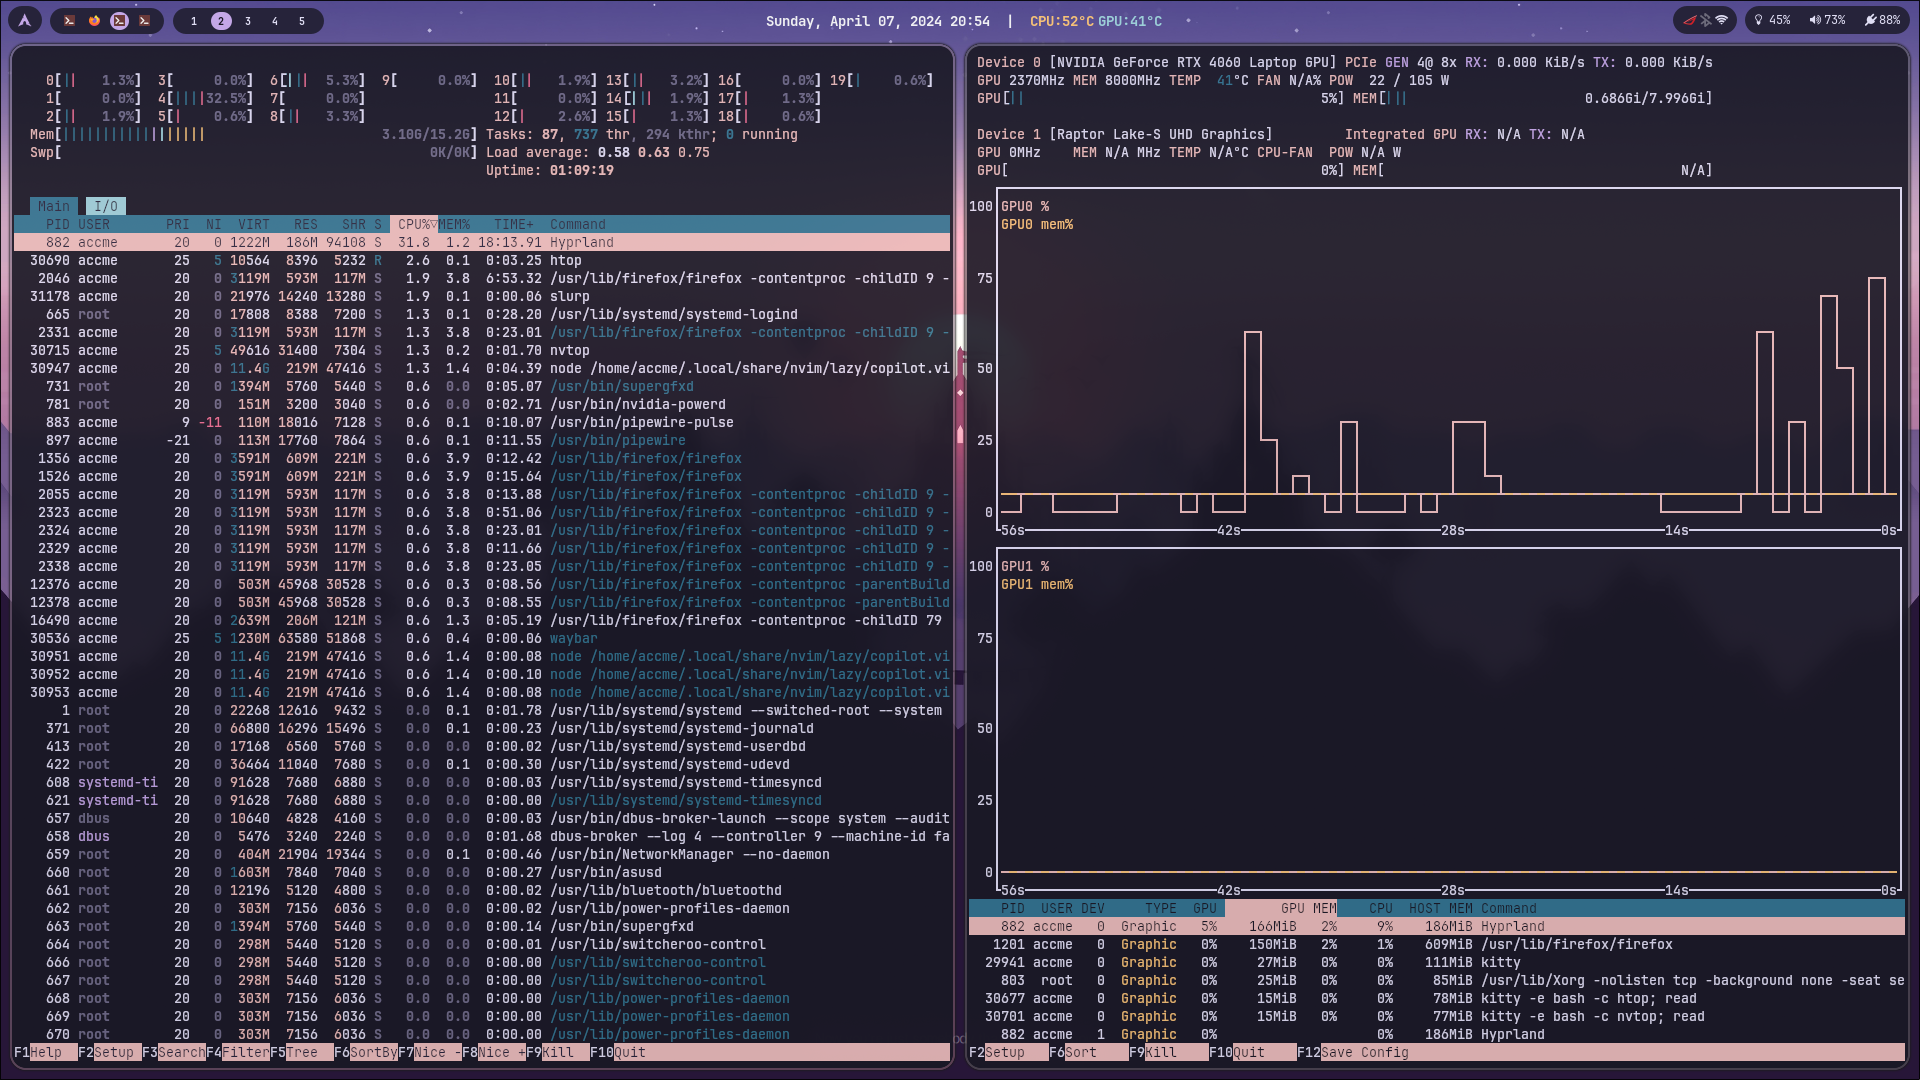 1 2 3 4 5 Sunday, April 07, 2024 20:54 | CPU:52°C GPU:41°C 45% 73% 88%
0[|| 1.3%] 3[ 0.0%] 6[||| 5.3%] 9[ 0.0%] 10[|| 1.9%] 13[|| 3.2%] 16[ 0.0%] 19[| 0.6%]
1[ 0.0%] 4[||||32.5%] 7[ 0.0%] 11[ 0.0%] 14[||| 1.9%] 17[| 1.3%]
2[|| 1.9%] 5[| 0.6%] 8[|| 3.3%] 12[| 2.6%] 15[| 1.3%] 18[| 0.6%]
Mem[|||||||||||||||||| 3.10G/15.2G] Tasks: 87, 737 thr, 294 kthr; 0 running
Swp[ 0K/0K] Load average: 0.58 0.63 0.75
Uptime: 01:09:19
Main I/O
PID USER PRI NI VIRT RES SHR S CPU%▽MEM% TIME+ Command
882 accme 20 0 1222M 186M 94108 S 31.8 1.2 18:13.91 Hyprland
30690 accme 25 5 10564 8396 5232 R 2.6 0.1 0:03.25 htop
2046 accme 20 0 3119M 593M 117M S 1.9 3.8 6:53.32 /usr/lib/firefox/firefox -contentproc -childID 9 -
31178 accme 20 0 21976 14240 13280 S 1.9 0.1 0:00.06 slurp
665 root 20 0 17808 8388 7200 S 1.3 0.1 0:28.20 /usr/lib/systemd/systemd-logind
2331 accme 20 0 3119M 593M 117M S 1.3 3.8 0:23.01 /usr/lib/firefox/firefox -contentproc -childID 9 -
30715 accme 25 5 49616 31400 7304 S 1.3 0.2 0:01.70 nvtop
30947 accme 20 0 11.4G 219M 47416 S 1.3 1.4 0:04.39 node /home/accme/.local/share/nvim/lazy/copilot.vi
731 root 20 0 1394M 5760 5440 S 0.6 0.0 0:05.07 /usr/bin/supergfxd
781 root 20 0 151M 3200 3040 S 0.6 0.0 0:02.71 /usr/bin/nvidia-powerd
883 accme 9 -11 110M 18016 7128 S 0.6 0.1 0:10.07 /usr/bin/pipewire-pulse
897 accme -21 0 113M 17760 7864 S 0.6 0.1 0:11.55 /usr/bin/pipewire
1356 accme 20 0 3591M 609M 221M S 0.6 3.9 0:12.42 /usr/lib/firefox/firefox
1526 accme 20 0 3591M 609M 221M S 0.6 3.9 0:15.64 /usr/lib/firefox/firefox
2055 accme 20 0 3119M 593M 117M S 0.6 3.8 0:13.88 /usr/lib/firefox/firefox -contentproc -childID 9 -
2323 accme 20 0 3119M 593M 117M S 0.6 3.8 0:51.06 /usr/lib/firefox/firefox -contentproc -childID 9 -
2324 accme 20 0 3119M 593M 117M S 0.6 3.8 0:23.01 /usr/lib/firefox/firefox -contentproc -childID 9 -
2329 accme 20 0 3119M 593M 117M S 0.6 3.8 0:11.66 /usr/lib/firefox/firefox -contentproc -childID 9 -
2338 accme 20 0 3119M 593M 117M S 0.6 3.8 0:23.05 /usr/lib/firefox/firefox -contentproc -childID 9 -
12376 accme 20 0 503M 45968 30528 S 0.6 0.3 0:08.56 /usr/lib/firefox/firefox -contentproc -parentBuild
12378 accme 20 0 503M 45968 30528 S 0.6 0.3 0:08.55 /usr/lib/firefox/firefox -contentproc -parentBuild
16490 accme 20 0 2639M 206M 121M S 0.6 1.3 0:05.19 /usr/lib/firefox/firefox -contentproc -childID 79
30536 accme 25 5 1230M 63580 51868 S 0.6 0.4 0:00.06 waybar
30951 accme 20 0 11.4G 219M 47416 S 0.6 1.4 0:00.08 node /home/accme/.local/share/nvim/lazy/copilot.vi
30952 accme 20 0 11.4G 219M 47416 S 0.6 1.4 0:00.10 node /home/accme/.local/share/nvim/lazy/copilot.vi
30953 accme 20 0 11.4G 219M 47416 S 0.6 1.4 0:00.08 node /home/accme/.local/share/nvim/lazy/copilot.vi
1 root 20 0 22268 12616 9432 S 0.0 0.1 0:01.78 /usr/lib/systemd/systemd --switched-root --system
371 root 20 0 66800 16296 15496 S 0.0 0.1 0:00.23 /usr/lib/systemd/systemd-journald
413 root 20 0 17168 6560 5760 S 0.0 0.0 0:00.02 /usr/lib/systemd/systemd-userdbd
422 root 20 0 36464 11040 7680 S 0.0 0.1 0:00.30 /usr/lib/systemd/systemd-udevd
608 systemd-ti 20 0 91628 7680 6880 S 0.0 0.0 0:00.03 /usr/lib/systemd/systemd-timesyncd
621 systemd-ti 20 0 91628 7680 6880 S 0.0 0.0 0:00.00 /usr/lib/systemd/systemd-timesyncd
657 dbus 20 0 10640 4828 4160 S 0.0 0.0 0:00.03 /usr/bin/dbus-broker-launch --scope system --audit
658 dbus 20 0 5476 3240 2240 S 0.0 0.0 0:01.68 dbus-broker --log 4 --controller 9 --machine-id fa
659 root 20 0 404M 21904 19344 S 0.0 0.1 0:00.46 /usr/bin/NetworkManager --no-daemon
660 root 20 0 1603M 7840 7040 S 0.0 0.0 0:00.27 /usr/bin/asusd
661 root 20 0 12196 5120 4800 S 0.0 0.0 0:00.02 /usr/lib/bluetooth/bluetoothd
662 root 20 0 303M 7156 6036 S 0.0 0.0 0:00.02 /usr/lib/power-profiles-daemon
663 root 20 0 1394M 5760 5440 S 0.0 0.0 0:00.14 /usr/bin/supergfxd
664 root 20 0 298M 5440 5120 S 0.0 0.0 0:00.01 /usr/lib/switcheroo-control
666 root 20 0 298M 5440 5120 S 0.0 0.0 0:00.00 /usr/lib/switcheroo-control
667 root 20 0 298M 5440 5120 S 0.0 0.0 0:00.00 /usr/lib/switcheroo-control
668 root 20 0 303M 7156 6036 S 0.0 0.0 0:00.00 /usr/lib/power-profiles-daemon
669 root 20 0 303M 7156 6036 S 0.0 0.0 0:00.00 /usr/lib/power-profiles-daemon
670 root 20 0 303M 7156 6036 S 0.0 0.0 0:00.00 /usr/lib/power-profiles-daemon
F1Help F2Setup F3SearchF4FilterF5Tree F6SortByF7Nice -F8Nice +F9Kill F10Quit
Device 0 [NVIDIA GeForce RTX 4060 Laptop GPU] PCIe GEN 4@ 8x RX: 0.000 KiB/s TX: 0.000 KiB/s
GPU 2370MHz MEM 8000MHz TEMP 41°C FAN N/A% POW 22 / 105 W
GPU[|| 5%] MEM[||| 0.686Gi/7.996Gi]
Device 1 [Raptor Lake-S UHD Graphics] Integrated GPU RX: N/A TX: N/A
GPU 0MHz MEM N/A MHz TEMP N/A°C CPU-FAN POW N/A W
GPU[ 0%] MEM[ N/A]
100 GPU0 %
GPU0 mem%
75
50
25
0
56s 42s 28s 14s 0s
100 GPU1 %
GPU1 mem%
75
50
25
0
56s 42s 28s 14s 0s
PID USER DEV TYPE GPU GPU MEM CPU HOST MEM Command
882 accme 0 Graphic 5% 166MiB 2% 9% 186MiB Hyprland
1201 accme 0 Graphic 0% 150MiB 2% 1% 609MiB /usr/lib/firefox/firefox
29941 accme 0 Graphic 0% 27MiB 0% 0% 111MiB kitty
803 root 0 Graphic 0% 25MiB 0% 0% 85MiB /usr/lib/Xorg -nolisten tcp -background none -seat se
30677 accme 0 Graphic 0% 15MiB 0% 0% 78MiB kitty -e bash -c htop; read
30701 accme 0 Graphic 0% 15MiB 0% 0% 77MiB kitty -e bash -c nvtop; read
882 accme 1 Graphic 0% 0% 186MiB Hyprland
F2Setup F6Sort F9Kill F10Quit F12Save Config